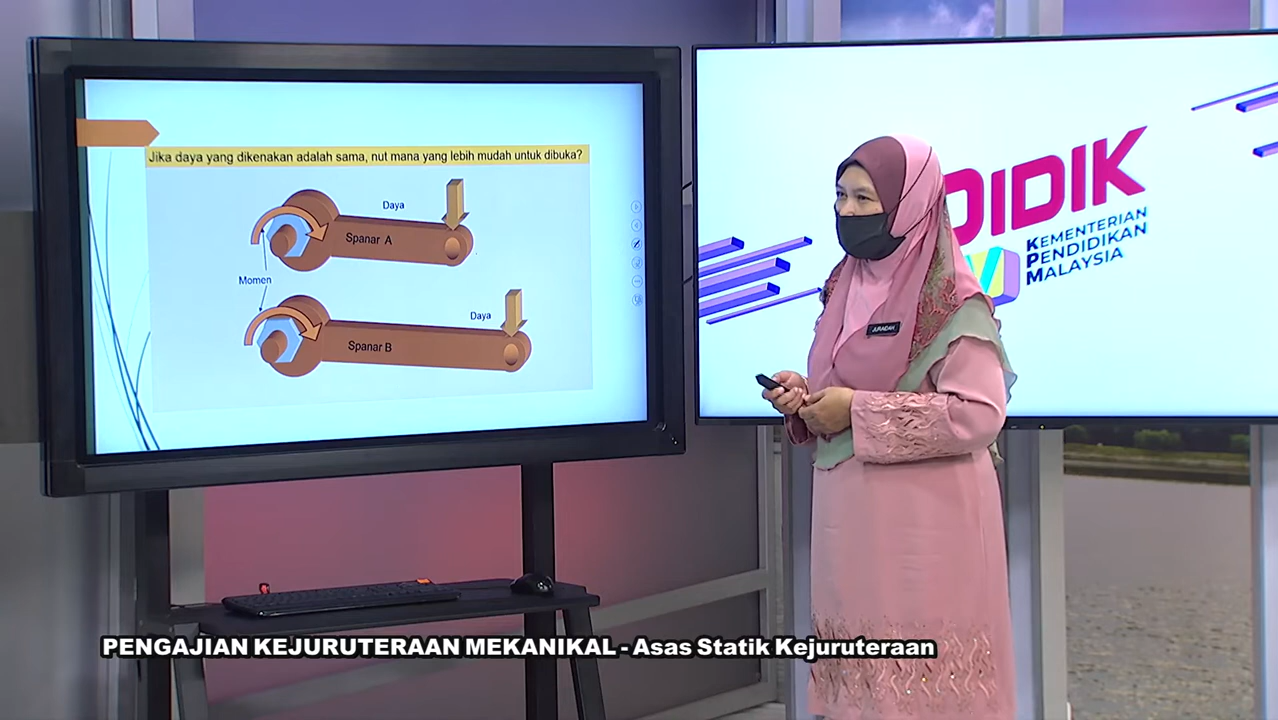 Jika daya yang dikenakan adalah sama, nut mana yang lebih mudah untuk dibuka?
Daya
Spanar A
Momen
Daya
Spanar B
DIDIK
KEMENTERIAN
PENDIDIKAN
MALAYSIA
JURAIDAH
PENGAJIAN KEJURUTERAAN MEKANIKAL - Asas Statik Kejuruteraan